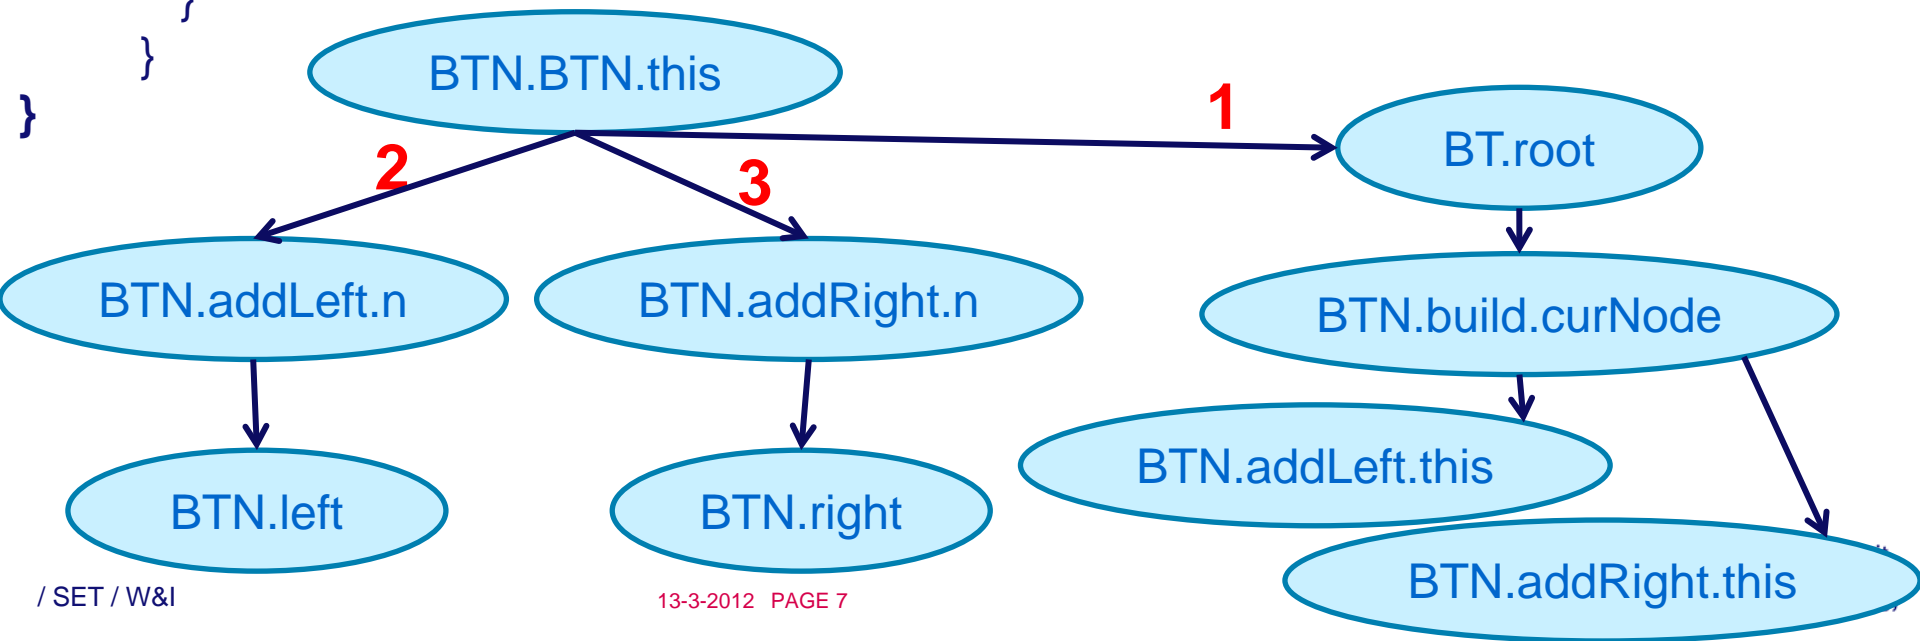 }
}
BTN.BTN.this
1
BT.root
2
3
BTN.addLeft.n
BTN.addRight.n
BTN.build.curNode
BTN.addLeft.this
BTN.left
BTN.right
BTN.addRight.this
/ SET / W&I
13-3-2012 PAGE 7